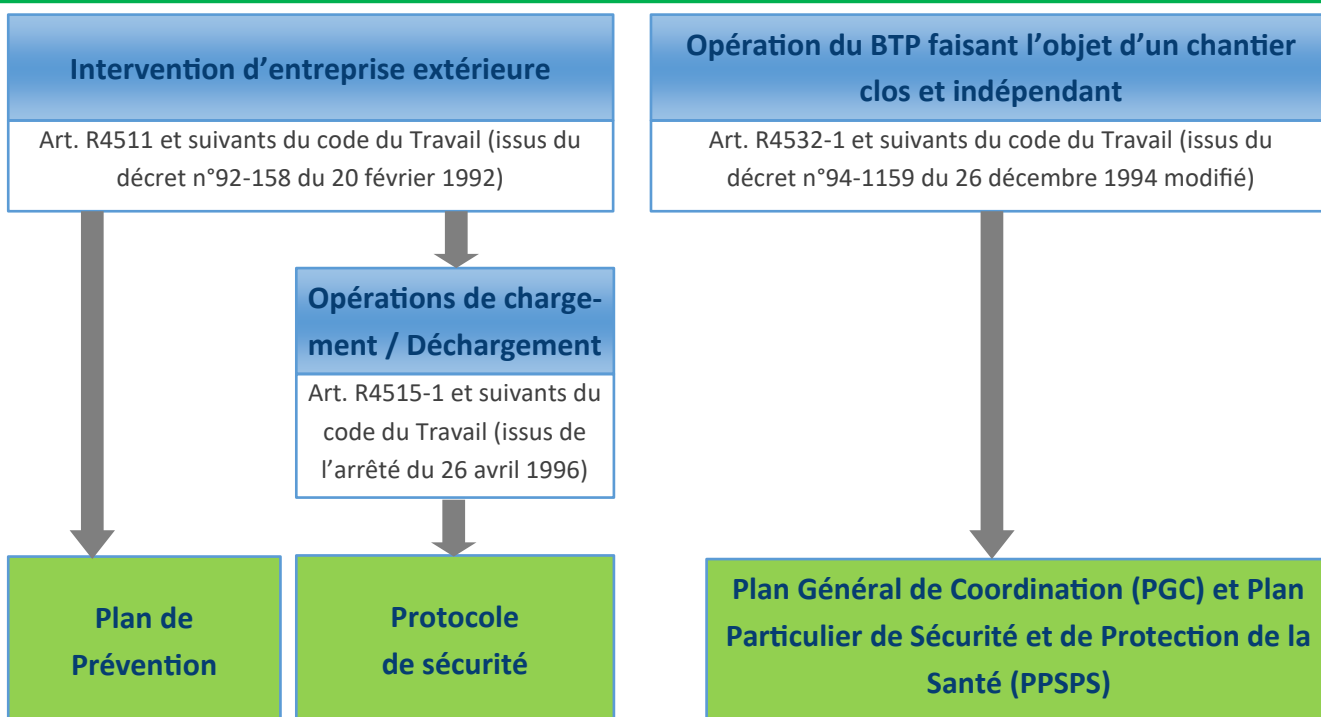 Intervention d’entreprise extérieure
Art. R4511 et suivants du code du Travail (issus du
décret n°92-158 du 20 février 1992)
Opération du BTP faisant l’objet d’un chantier
clos et indépendant
Art. R4532-1 et suivants du code du Travail (issus du
décret n°94-1159 du 26 décembre 1994 modifié)
Opérations de charge-
ment / Déchargement
Art. R4515-1 et suivants du
code du Travail (issus de
l’arrêté du 26 avril 1996)
Plan de
Prévention
Protocole
de sécurité
Plan Général de Coordination (PGC) et Plan
Particulier de Sécurité et de Protection de la
Santé (PPSPS)